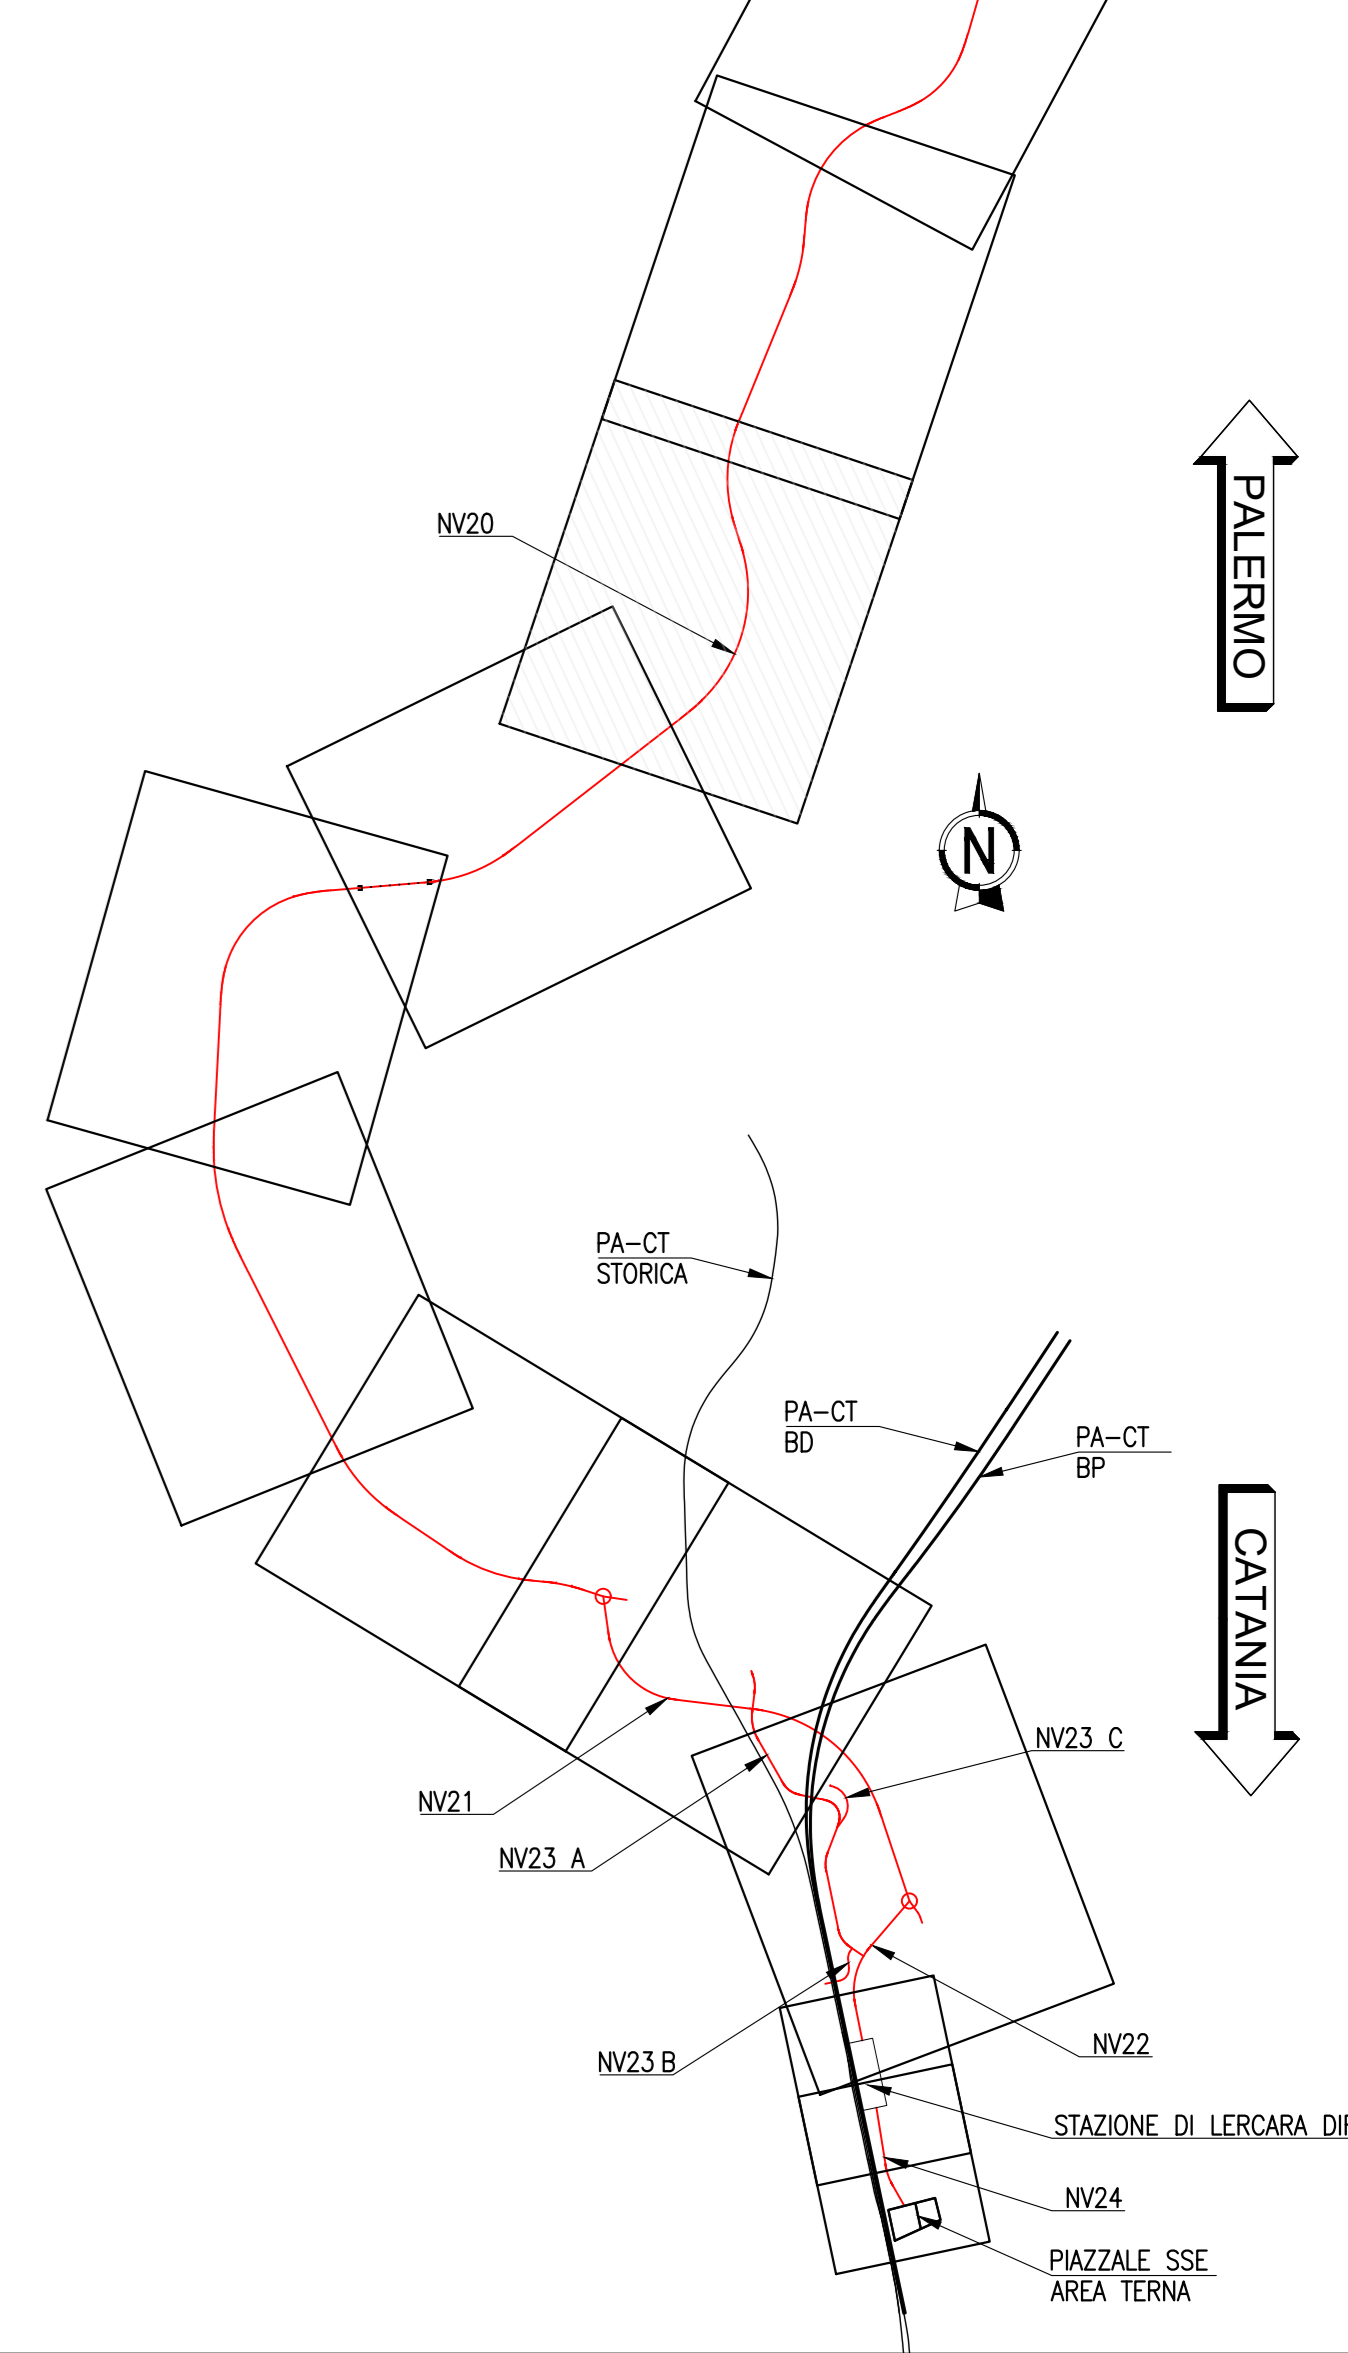 PALERMO
NV20
N
PA-CT
STORICA
PA-CT
BD
PA-CT
BP
CATANIA
NV23 C
NV21
NV23 A
NV23 B
NV22
STAZIONE DI LERCARA
NV24
PIAZZALE SSE
AREA TERNA